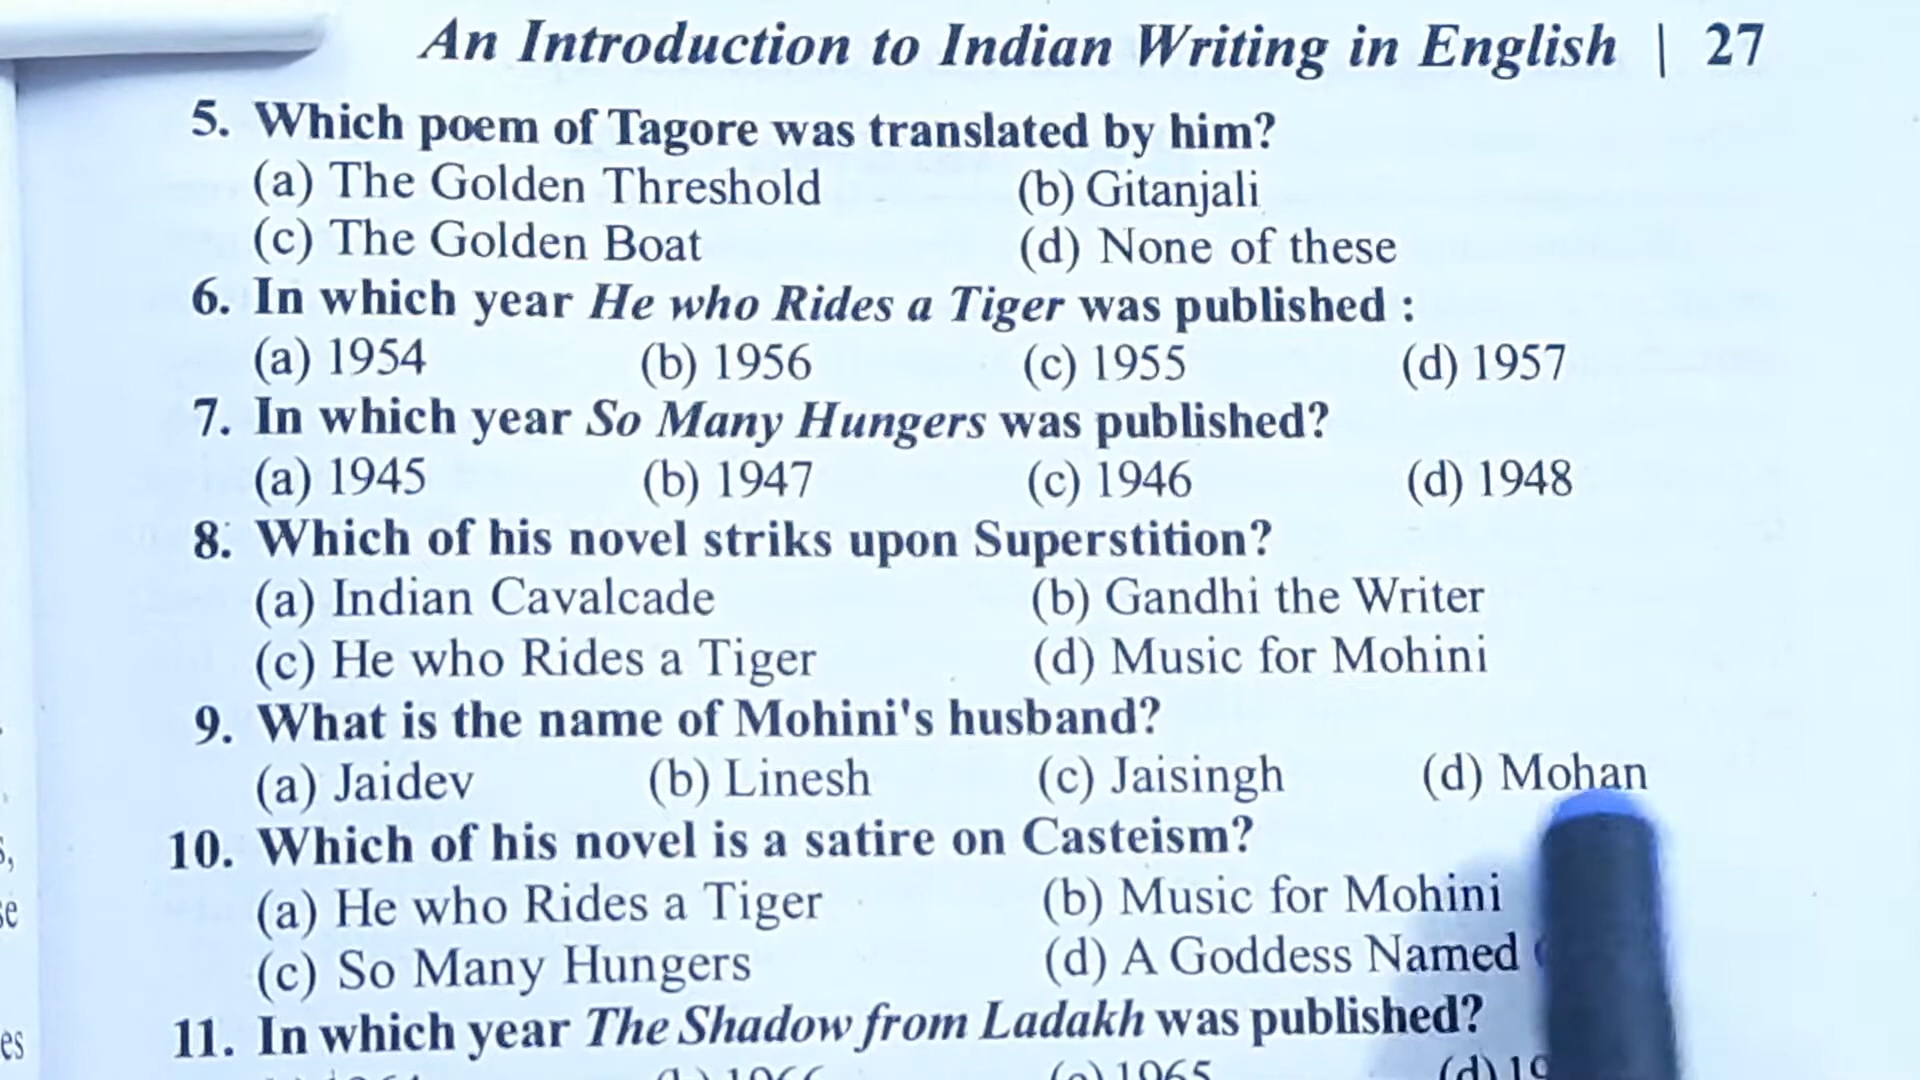 An Introduction to Indian Writing in English | 27
5. Which poem of Tagore was translated by him?
(a) The Golden Threshold (b) Gitanjali
(c) The Golden Boat (d) None of these
6. In which year He who Rides a Tiger was published :
(a) 1954 (b) 1956 (c) 1955 (d) 1957
7. In which year So Many Hungers was published?
(a) 1945 (b) 1947 (c) 1946 (d) 1948
8. Which of his novel striks upon Superstition?
(a) Indian Cavalcade (b) Gandhi the Writer
(c) He who Rides a Tiger (d) Music for Mohini
9. What is the name of Mohini's husband?
(a) Jaidev (b) Linesh (c) Jaisingh (d) Mohan
10. Which of his novel is a satire on Casteism?
(a) He who Rides a Tiger (b) Music for Mohini
(c) So Many Hungers (d) A Goddess Named
11. In which year The Shadow from Ladakh was published?
(c) 1965